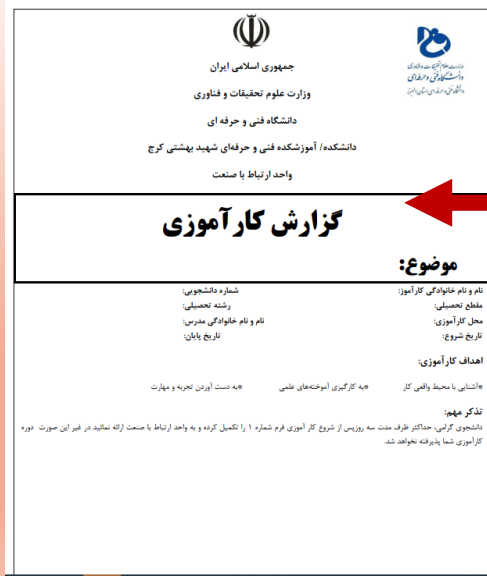 جمهوری اسلامی ایران
وزارت علوم تحقیقات و فناوری
دانشگاه فنی و حرفه ای
دانشکده/ آموزشکده فنی و حرفه‌ای شهید بهشتی کرج
واحد ارتباط با صنعت
گزارش کارآموزی
موضوع:
نام و نام خانوادگی کارآموز: شماره دانشجویی:
مقطع تحصیلی: رشته تحصیلی:
محل کارآموزی: نام و نام خانوادگی مدرس:
تاریخ شروع: تاریخ پایان:
اهداف کارآموزی:
*آشنایی با محیط واقعی کار *به کارگیری آموخته‌های علمی *به دست آوردن تجربه و مهارت
تذکر مهم:
دانشجوی گرامی، حداکثر ظرف مدت سه روزپس از شروع کار آموزی فرم شماره ۱ را تکمیل کرده و به واحد ارتباط با صنعت ارائه نمائید در غیر این صورت دوره
کارآموزی شما پذیرفته نخواهد شد.